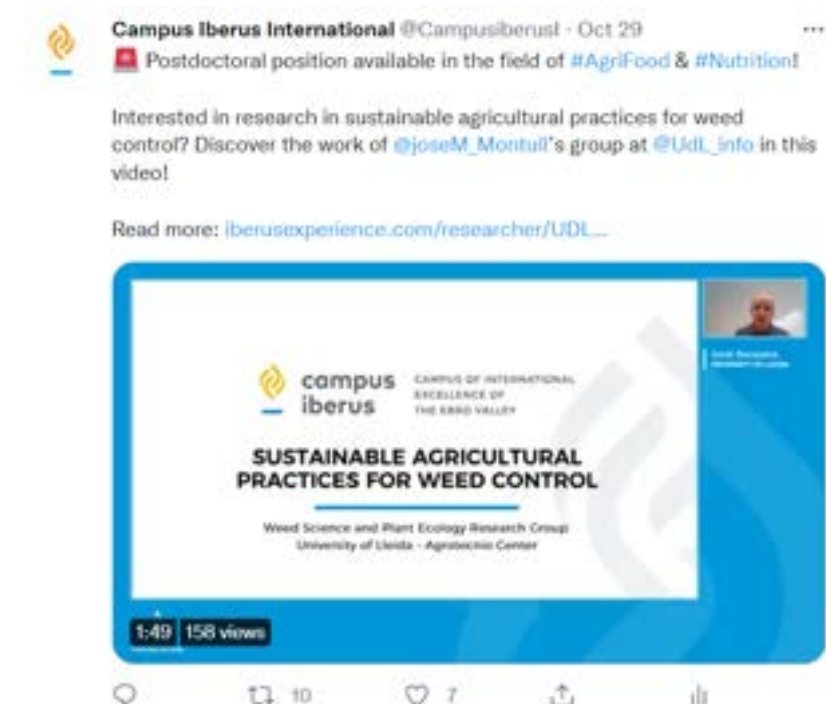 Campus Iberus International @CampusiberusI · Oct 29
Postdoctoral position available in the field of #AgriFood & #Nutrition!
Interested in research in sustainable agricultural practices for weed
control? Discover the work of @joseM_Montull's group at @UdL_info in this
video!
Read more: iberusexperience.com/researcher/UDL...
campus
iberus
CAMPUS OF INTERNATIONAL
EXCELLENCE OF
THE EBRO VALLEY
SUSTAINABLE AGRICULTURAL
PRACTICES FOR WEED CONTROL
Weed Science and Plant Ecology Research Group
University of Lleida - Agrotecnio Center
1:49 158 views
10 7